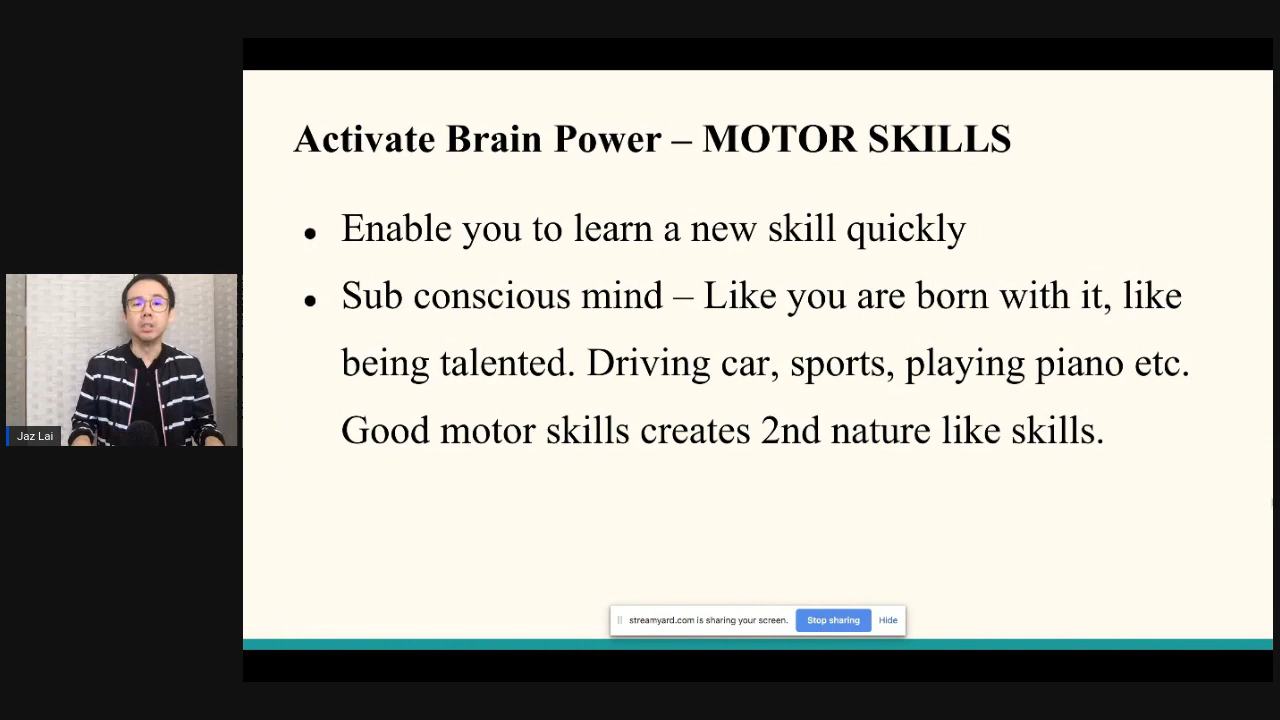 Activate Brain Power – MOTOR SKILLS
• Enable you to learn a new skill quickly
• Sub conscious mind – Like you are born with it, like
being talented. Driving car, sports, playing piano etc.
Good motor skills creates 2nd nature like skills.
Jaz Lai
streamyard.com is sharing your screen. Stop sharing Hide